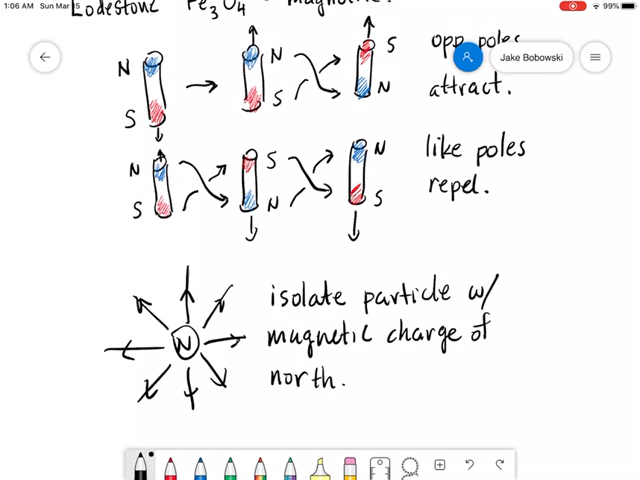 1:06 AM Sun Mar 15
99%
Lodestone Fe3O4 - magnetite.
N N S opp poles
Jake Bobowski
S S N attract.
N S N like poles
S N S repel.
isolate particle w/
N magnetic charge of
north.